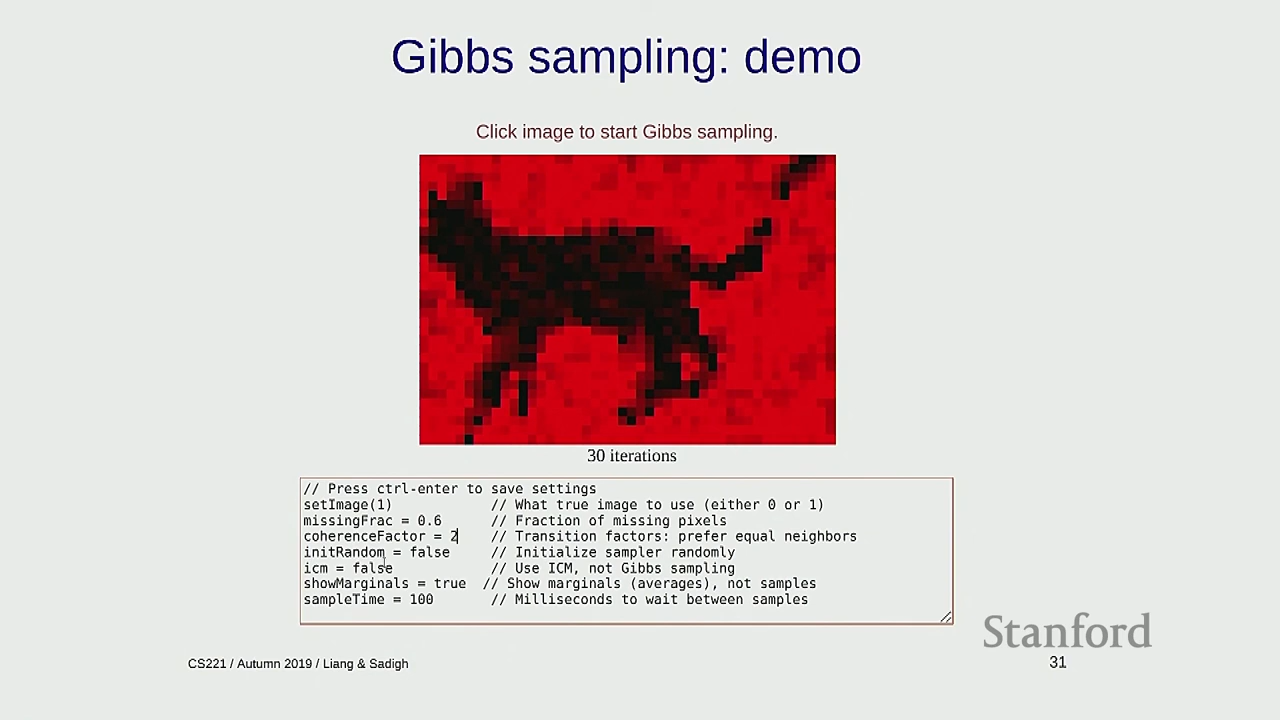 Gibbs sampling: demo
Click image to start Gibbs sampling.
30 iterations
// Press ctrl-enter to save settings
setImage(1) // What true image to use (either 0 or 1)
missingFrac = 0.6 // Fraction of missing pixels
coherenceFactor = 2 // Transition factors: prefer equal neighbors
initRandom = false // Initialize sampler randomly
icm = false // Use ICM, not Gibbs sampling
showMarginals = true // Show marginals (averages), not samples
sampleTime = 100 // Milliseconds to wait between samples
Stanford
CS221 / Autumn 2019 / Liang & Sadigh
31